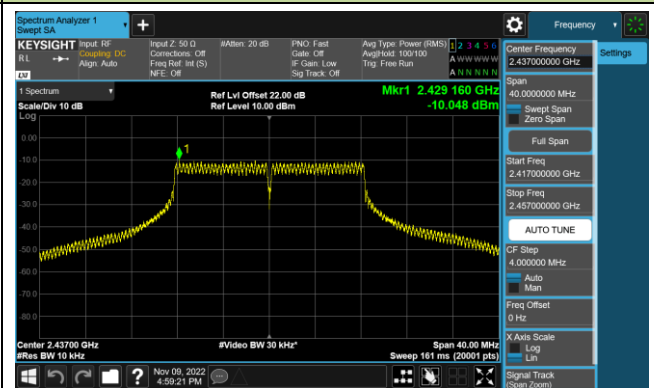 Spectrum Analyzer 1
Swept SA
Frequency
KEYSIGHT
RL
LXI
Input: RF
Coupling: DC
Align: Auto
Input Z: 50 Ω
Corrections: Off
Freq Ref: Int (S)
NFE: Off
#Atten: 20 dB
PNO: Fast
Gate: Off
IF Gain: Low
Sig Track: Off
Avg Type: Power (RMS)
Avg|Hold: 100/100
Trig: Free Run
1 2 3 4 5 6
A W W W W W
A N N N N N
Center Frequency
2.437000000 GHz
Settings
Span
40.0000000 MHz
Swept Span
Zero Span
Full Span
Start Freq
2.417000000 GHz
Stop Freq
2.457000000 GHz
AUTO TUNE
CF Step
4.000000 MHz
Auto
Man
Freq Offset
0 Hz
X Axis Scale
Log
Lin
Signal Track
(Span Zoom)
1 Spectrum
Scale/Div 10 dB
Log
Ref Lvl Offset 22.00 dB
Ref Level 10.00 dBm
Mkr1 2.429 160 GHz
-10.048 dBm
1
0.00
-10.0
-20.0
-30.0
-40.0
-50.0
-60.0
-70.0
-80.0
Center 2.43700 GHz
#Res BW 10 kHz
#Video BW 30 kHz*
Span 40.00 MHz
Sweep 161 ms (20001 pts)
?
Nov 09, 2022
4:59:21 PM